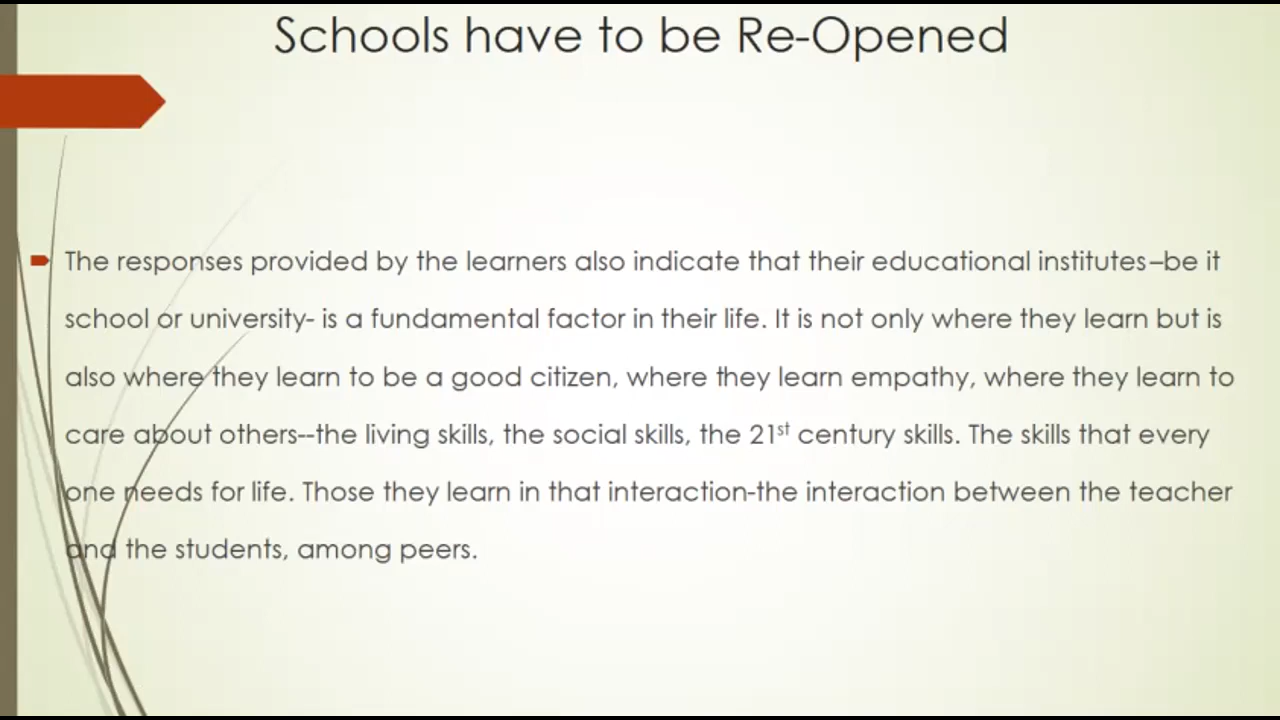 Schools have to be Re-Opened
The responses provided by the learners also indicate that their educational institutes–be it
school or university- is a fundamental factor in their life. It is not only where they learn but is
also where they learn to be a good citizen, where they learn empathy, where they learn to
care about others--the living skills, the social skills, the 21st century skills. The skills that every
one needs for life. Those they learn in that interaction-the interaction between the teacher
and the students, among peers.